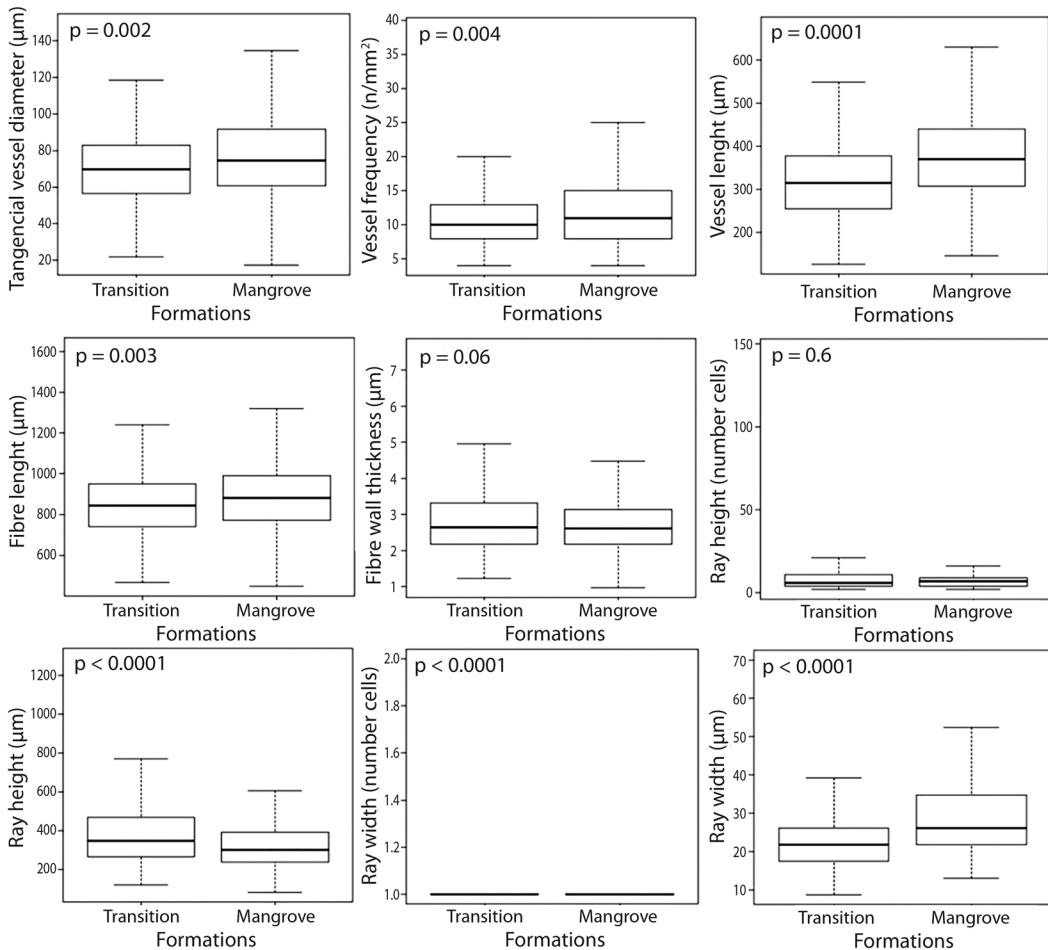 Tangencial vessel diameter (µm)
p = 0.002
140
120
100
80
60
40
20
Transition Mangrove
Formations
Vessel frequency (n/mm²)
p = 0.004
40
35
30
25
20
15
10
5
Transition Mangrove
Formations
Vessel lenght (µm)
p = 0.0001
600
500
400
300
200
Transition Mangrove
Formations
Fibre lenght (µm)
p = 0.003
1600
1400
1200
1000
800
600
Transition Mangrove
Formations
Fibre wall thickness (µm)
p = 0.06
7
6
5
4
3
2
1
Transition Mangrove
Formations
Ray height (number cells)
p = 0.6
150
100
50
0
Transition Mangrove
Formations
Ray height (µm)
p < 0.0001
1200
1000
800
600
400
200
Transition Mangrove
Formations
Ray width (number cells)
p < 0.0001
2.0
1.8
1.6
1.4
1.2
1.0
Transition Mangrove
Formations
Ray width (µm)
p < 0.0001
70
60
50
40
30
20
10
Transition Mangrove
Formations